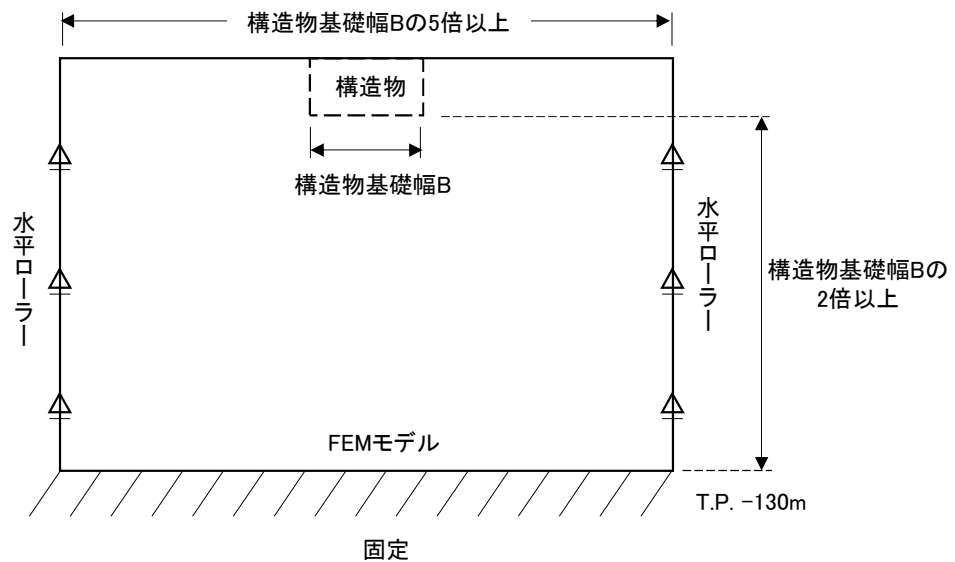 構造物基礎幅Bの5倍以上
構造物
構造物基礎幅B
水平ローラー
水平ローラー
構造物基礎幅Bの
2倍以上
FEMモデル
T.P. -130m
固定